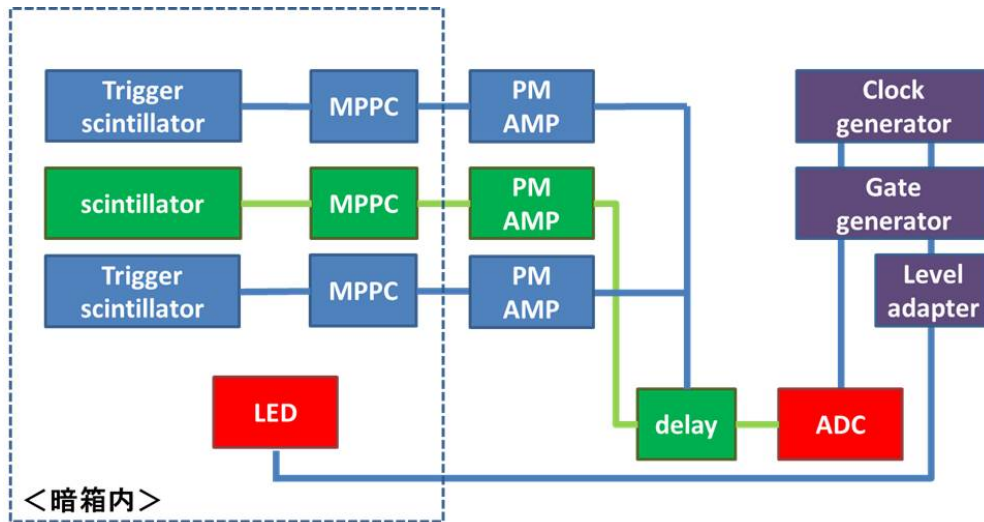 Trigger
scintillator
MPPC
PM
AMP
Clock
generator
scintillator
MPPC
PM
AMP
Gate
generator
Trigger
scintillator
MPPC
PM
AMP
Level
adapter
LED
delay
ADC
＜暗箱内＞